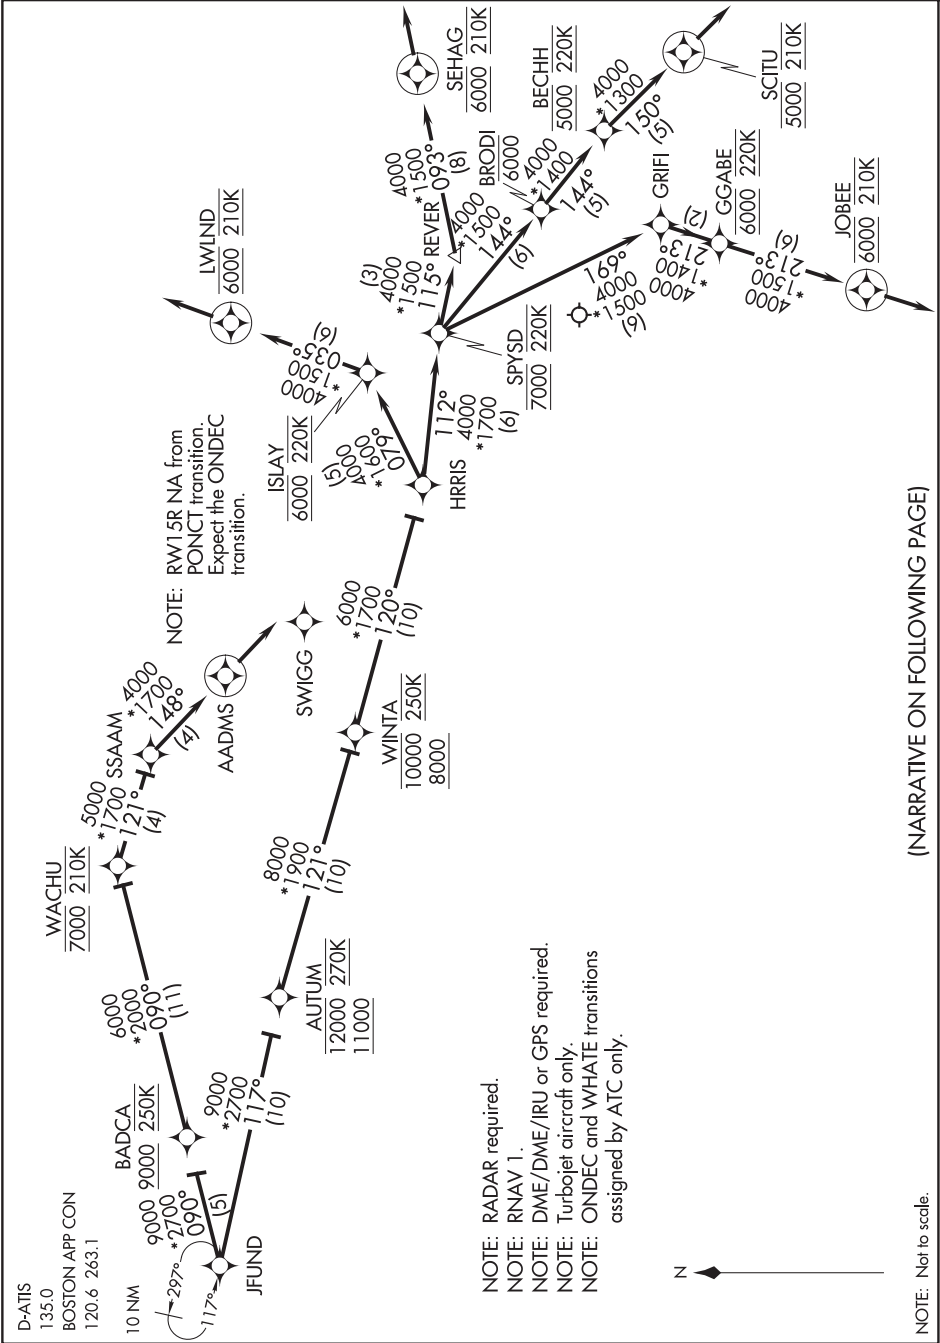 D-ATIS
135.0
BOSTON APP CON
120.6 263.1
10 NM
297°
117°
JFUND
9000
*2700
090°
(5)
BADCA
9000 250K
6000
*2000
090°
(11)
WACHU
7000 210K
5000
*1700
121°
(4)
SSAAM
4000
*1700
148°
(4)
AADMS
SWIGG
NOTE: RW15R NA from
PONCT transition.
Expect the ONDEC
transition.
9000
*2700
117°
(10)
AUTUM
12000 270K
11000
8000
*1900
121°
(10)
WINTA
10000 250K
8000
6000
*1700
120°
(10)
HRRIS
(5)
4000
*1600
079°
ISLAY
6000 220K
4000
*1500
035°
(6)
LWLND
6000 210K
112°
4000
*1700
(6)
SPYSD
7000 220K
(3)
4000
*1500
115°
REVER
4000
*1500
093°
(8)
SEHAG
6000 210K
4000
*1500
144°
(6)
BRODI
6000
4000
*1400
144°
(5)
BECHH
5000 220K
4000
*1300
150°
(5)
SCITU
5000 210K
169°
4000
*1500
(9)
GRIFI
(2)
213°
*1400
4000
GGABE
6000 220K
(6)
213°
*1500
4000
JOBEE
6000 210K
NOTE: RADAR required.
NOTE: RNAV 1.
NOTE: DME/DME/IRU or GPS required.
NOTE: Turbojet aircraft only.
NOTE: ONDEC and WHATE transitions
assigned by ATC only.
N
(NARRATIVE ON FOLLOWING PAGE)
NOTE: Not to scale.